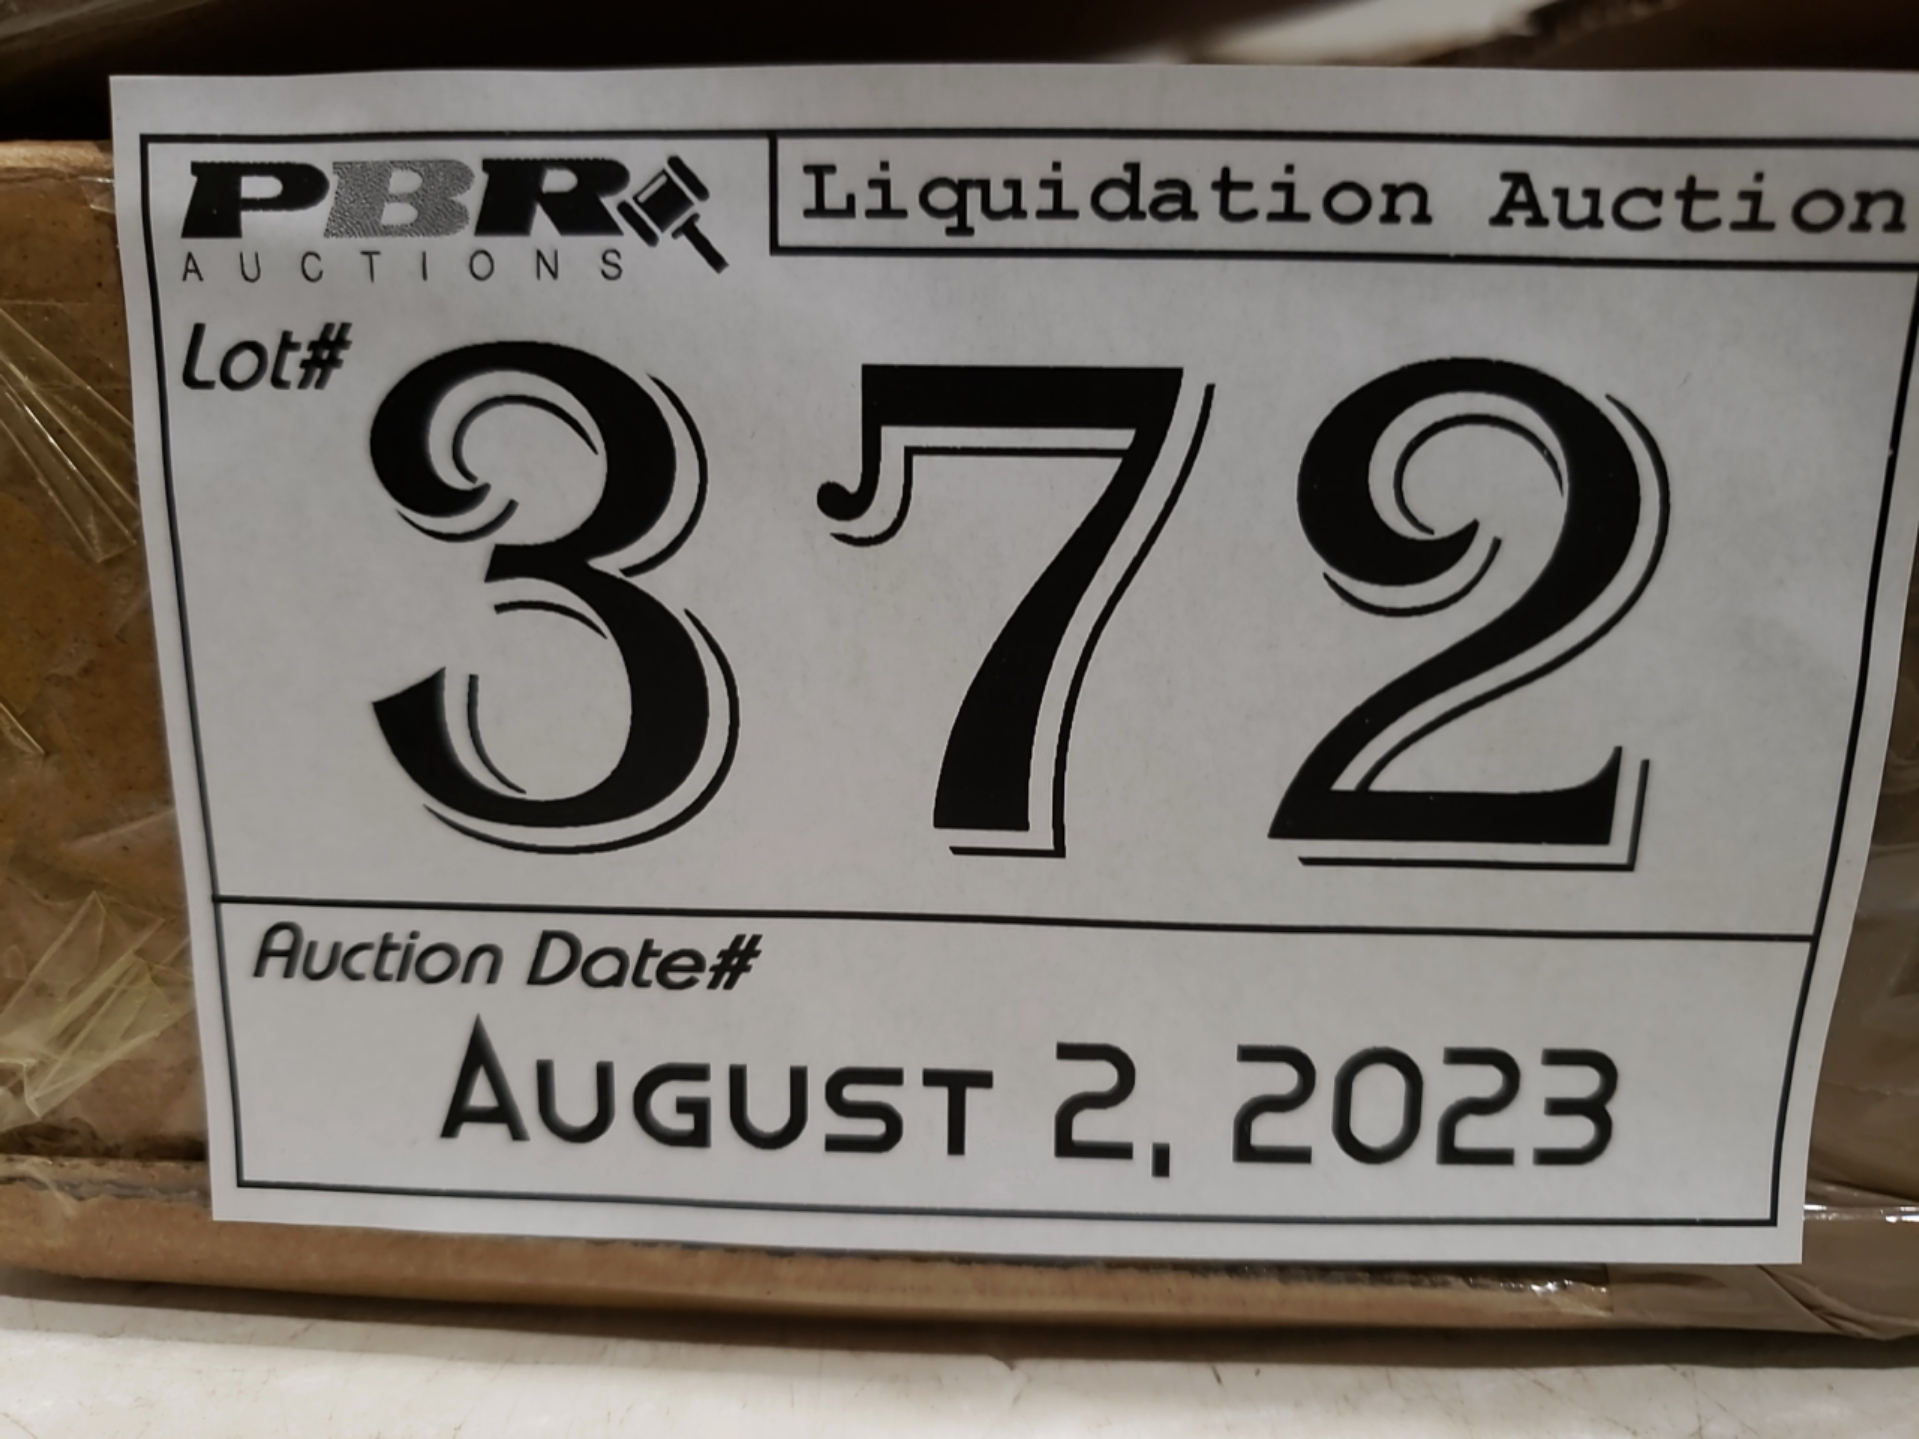 PBR
AUCTIONS
Liquidation Auction
Lot#
372
Auction Date#
AUGUST 2, 2023